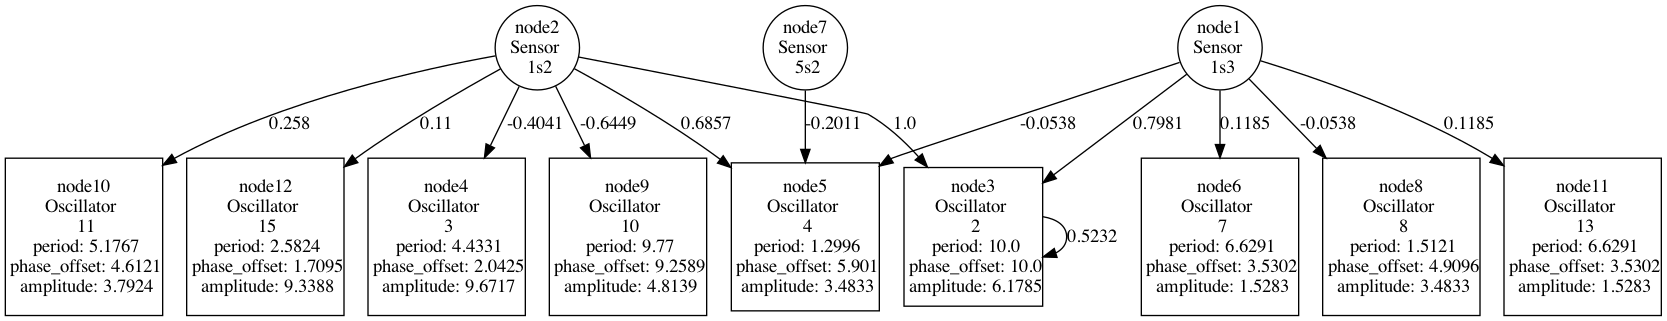 node2
Sensor
1s2
node7
Sensor
5s2
node1
Sensor
1s3
0.258
0.11
-0.4041
-0.6449
0.6857
-0.2011
1.0
-0.0538
0.7981
0.1185
-0.0538
0.1185
node10
Oscillator
11
period: 5.1767
phase_offset: 4.6121
amplitude: 3.7924
node12
Oscillator
15
period: 2.5824
phase_offset: 1.7095
amplitude: 9.3388
node4
Oscillator
3
period: 4.4331
phase_offset: 2.0425
amplitude: 9.6717
node9
Oscillator
10
period: 9.77
phase_offset: 9.2589
amplitude: 4.8139
node5
Oscillator
4
period: 1.2996
phase_offset: 5.901
amplitude: 3.4833
node3
Oscillator
2
period: 10.0
phase_offset: 10.0
amplitude: 6.1785
0.5232
node6
Oscillator
7
period: 6.6291
phase_offset: 3.5302
amplitude: 1.5283
node8
Oscillator
8
period: 1.5121
phase_offset: 4.9096
amplitude: 3.4833
node11
Oscillator
13
period: 6.6291
phase_offset: 3.5302
amplitude: 1.5283